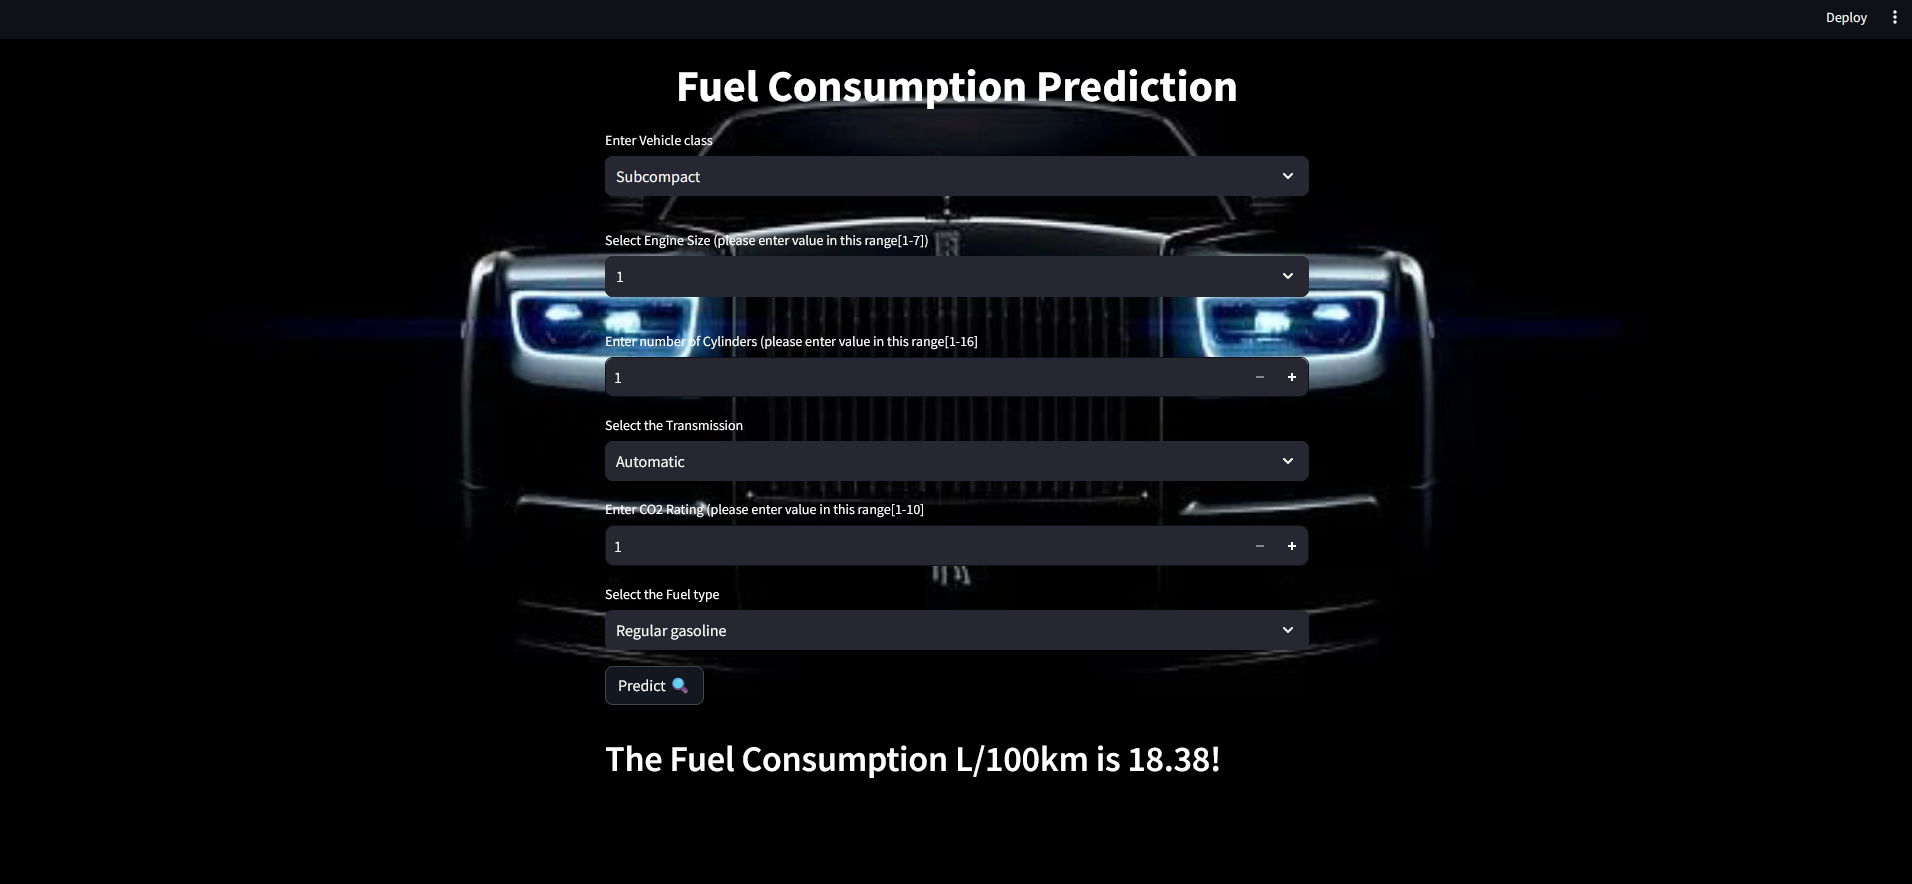 Deploy
Fuel Consumption Prediction
Enter Vehicle class
Subcompact
Select Engine Size (please enter value in this range[1-7])
1
Enter number of Cylinders (please enter value in this range[1-16]
1
Select the Transmission
Automatic
Enter CO2 Rating (please enter value in this range[1-10]
1
Select the Fuel type
Regular gasoline
Predict
The Fuel Consumption L/100km is 18.38!